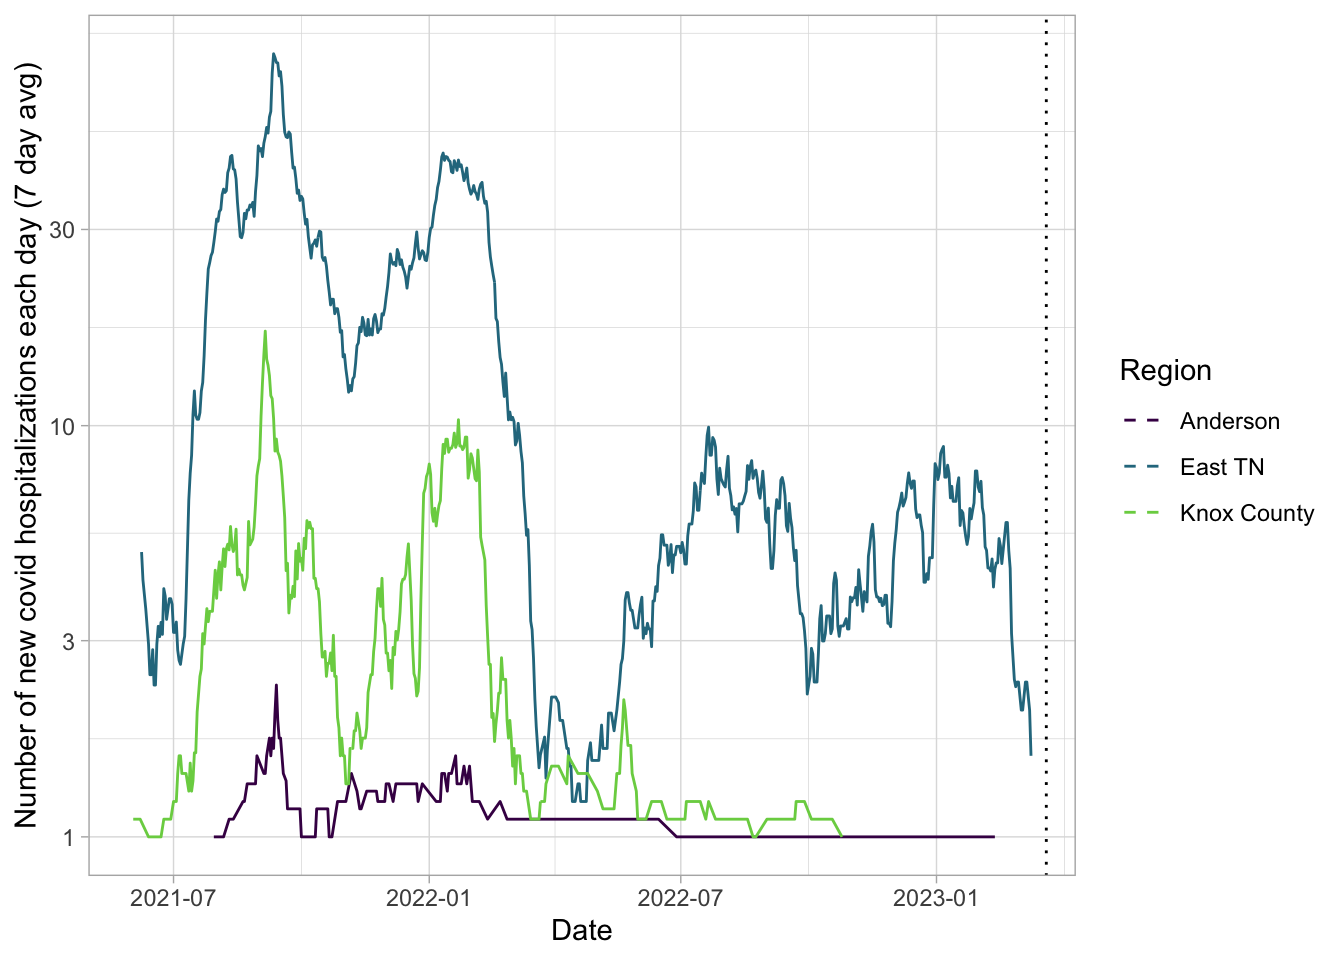 Number of new covid hospitalizations each day (7 day avg)
30
10
3
1
2021-07
2022-01
2022-07
2023-01
Date
Region
Anderson
East TN
Knox County